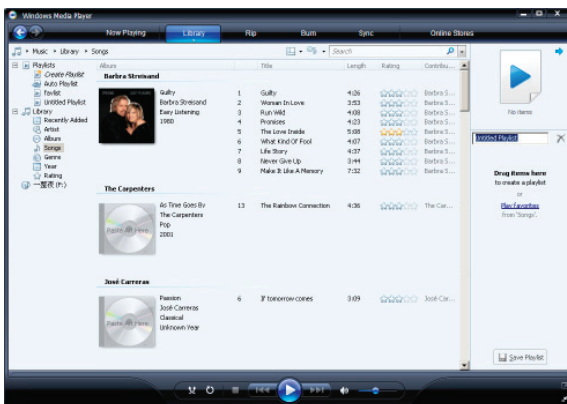 Windows Media Player
Now Playing Library Rip Burn Sync Online Stores
Music Library Songs Search
Playlists
Create Playlist
Auto Playlist
favlist
Untitled Playlist
Library
Recently Added
Artist
Album
Songs
Genre
Year
Rating
(F:)
Album Title Length Rating Contribu...
Barbra Streisand
Guilty
Barbra Streisand
Easy Listening
1980
1 Guilty 4:26 Barbra S...
2 Woman In Love 3:53 Barbra S...
3 Run Wild 4:08 Barbra S...
4 Promises 4:23 Barbra S...
5 The Love Inside 5:08 Barbra S...
6 What Kind Of Fool 4:07 Barbra S...
7 Life Story 4:37 Barbra S...
8 Never Give Up 3:44 Barbra S...
9 Make It Like A Memory 7:32 Barbra S...
The Carpenters
Paste Art Here
As Time Goes By
The Carpenters
Pop
2001
13 The Rainbow Connection 4:36 The Car...
José Carreras
Paste Art Here
Passion
José Carreras
Classical
Unknown Year
6 If tomorrow comes 3:09 José Car...
No items
Untitled Playlist
Drag items here
to create a playlist
or
Play favorites
from 'Songs'.
Save Playlist